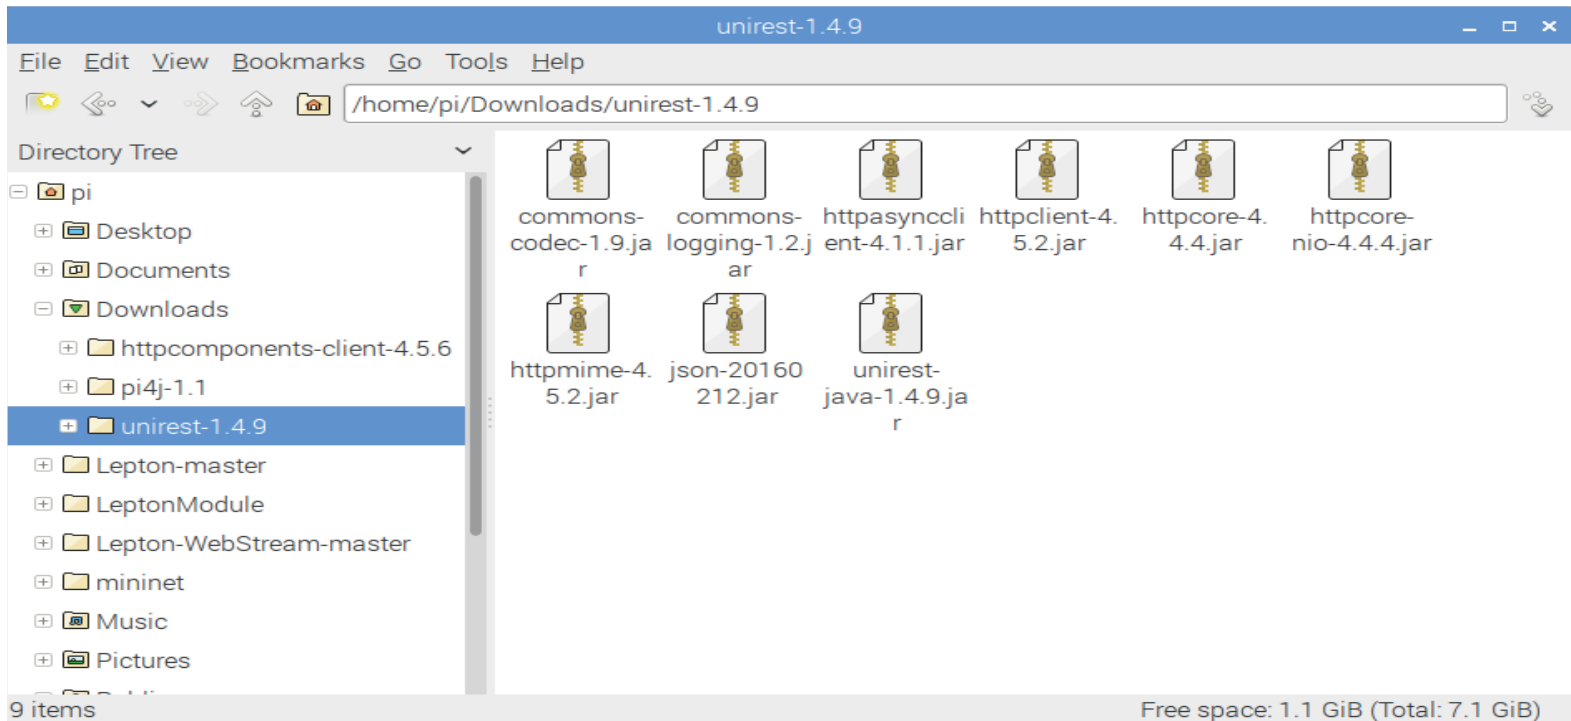 unirest-1.4.9
File Edit View Bookmarks Go Tools Help
/home/pi/Downloads/unirest-1.4.9
Directory Tree
pi
Desktop
Documents
Downloads
httpcomponents-client-4.5.6
pi4j-1.1
unirest-1.4.9
Lepton-master
LeptonModule
Lepton-WebStream-master
mininet
Music
Pictures
commons-
codec-1.9.ja
r
commons-
logging-1.2.j
ar
httpasynccli
ent-4.1.1.jar
httpclient-4.
5.2.jar
httpcore-4.
4.4.jar
httpcore-
nio-4.4.4.jar
httpmime-4.
5.2.jar
json-20160
212.jar
unirest-
java-1.4.9.ja
r
9 items
Free space: 1.1 GiB (Total: 7.1 GiB)